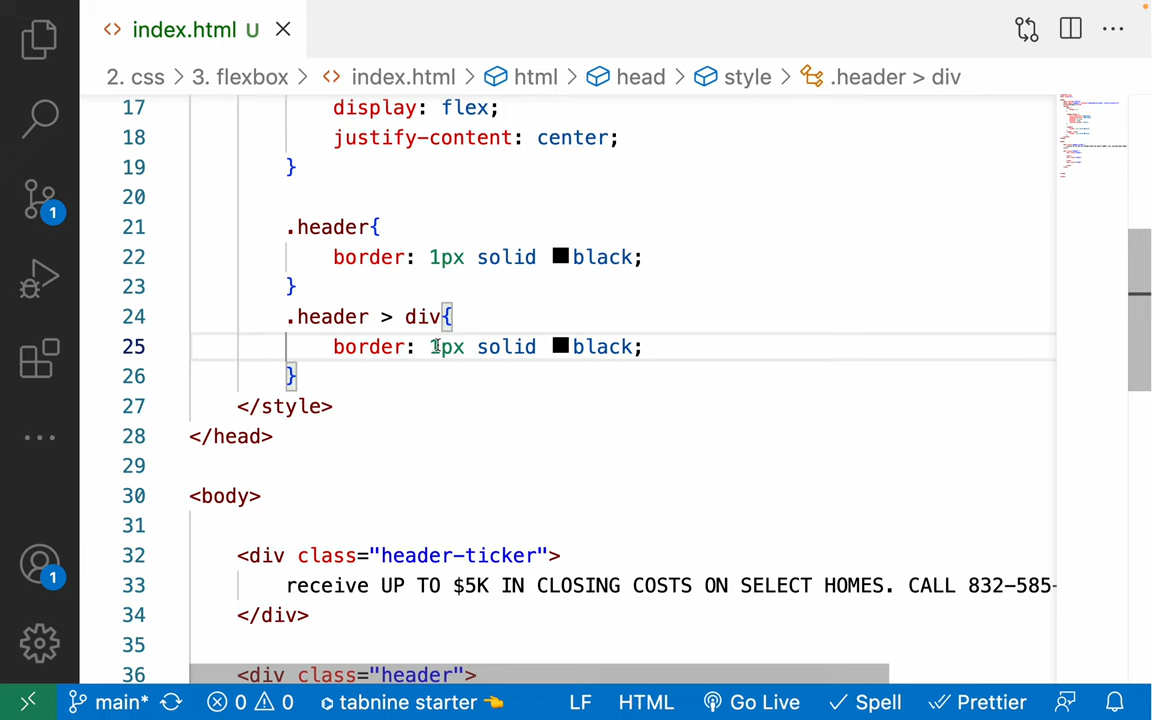 index.html U
2. css > 3. flexbox > index.html > html > head > style > .header > div
17 display: flex;
18 justify-content: center;
19 }
20
21 .header{
22 border: 1px solid black;
23 }
24 .header > div{
25 border: 1px solid black;
26 }
27 </style>
28 </head>
29
30 <body>
31
32 <div class="header-ticker">
33 receive UP TO $5K IN CLOSING COSTS ON SELECT HOMES. CALL 832-585-
34 </div>
35
36 <div class="header">
1
1
main* 0 0 tabnine starter LF HTML Go Live Spell Prettier